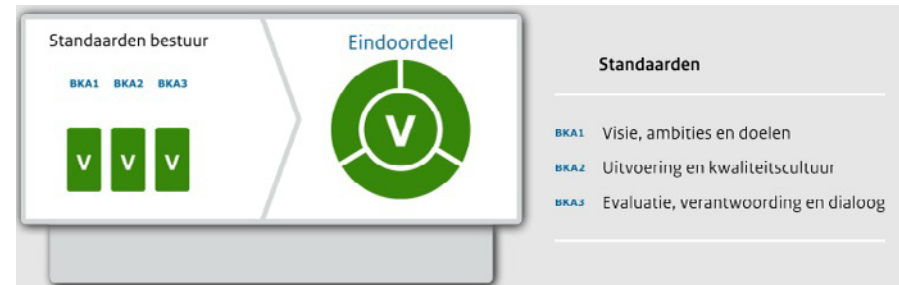 Standaarden bestuur
BKA1 BKA2 BKA3
V V V
Eindoordeel
V
Standaarden
BKA1 Visie, ambities en doelen
BKA2 Uitvoering en kwaliteitscultuur
BKA3 Evaluatie, verantwoording en dialoog